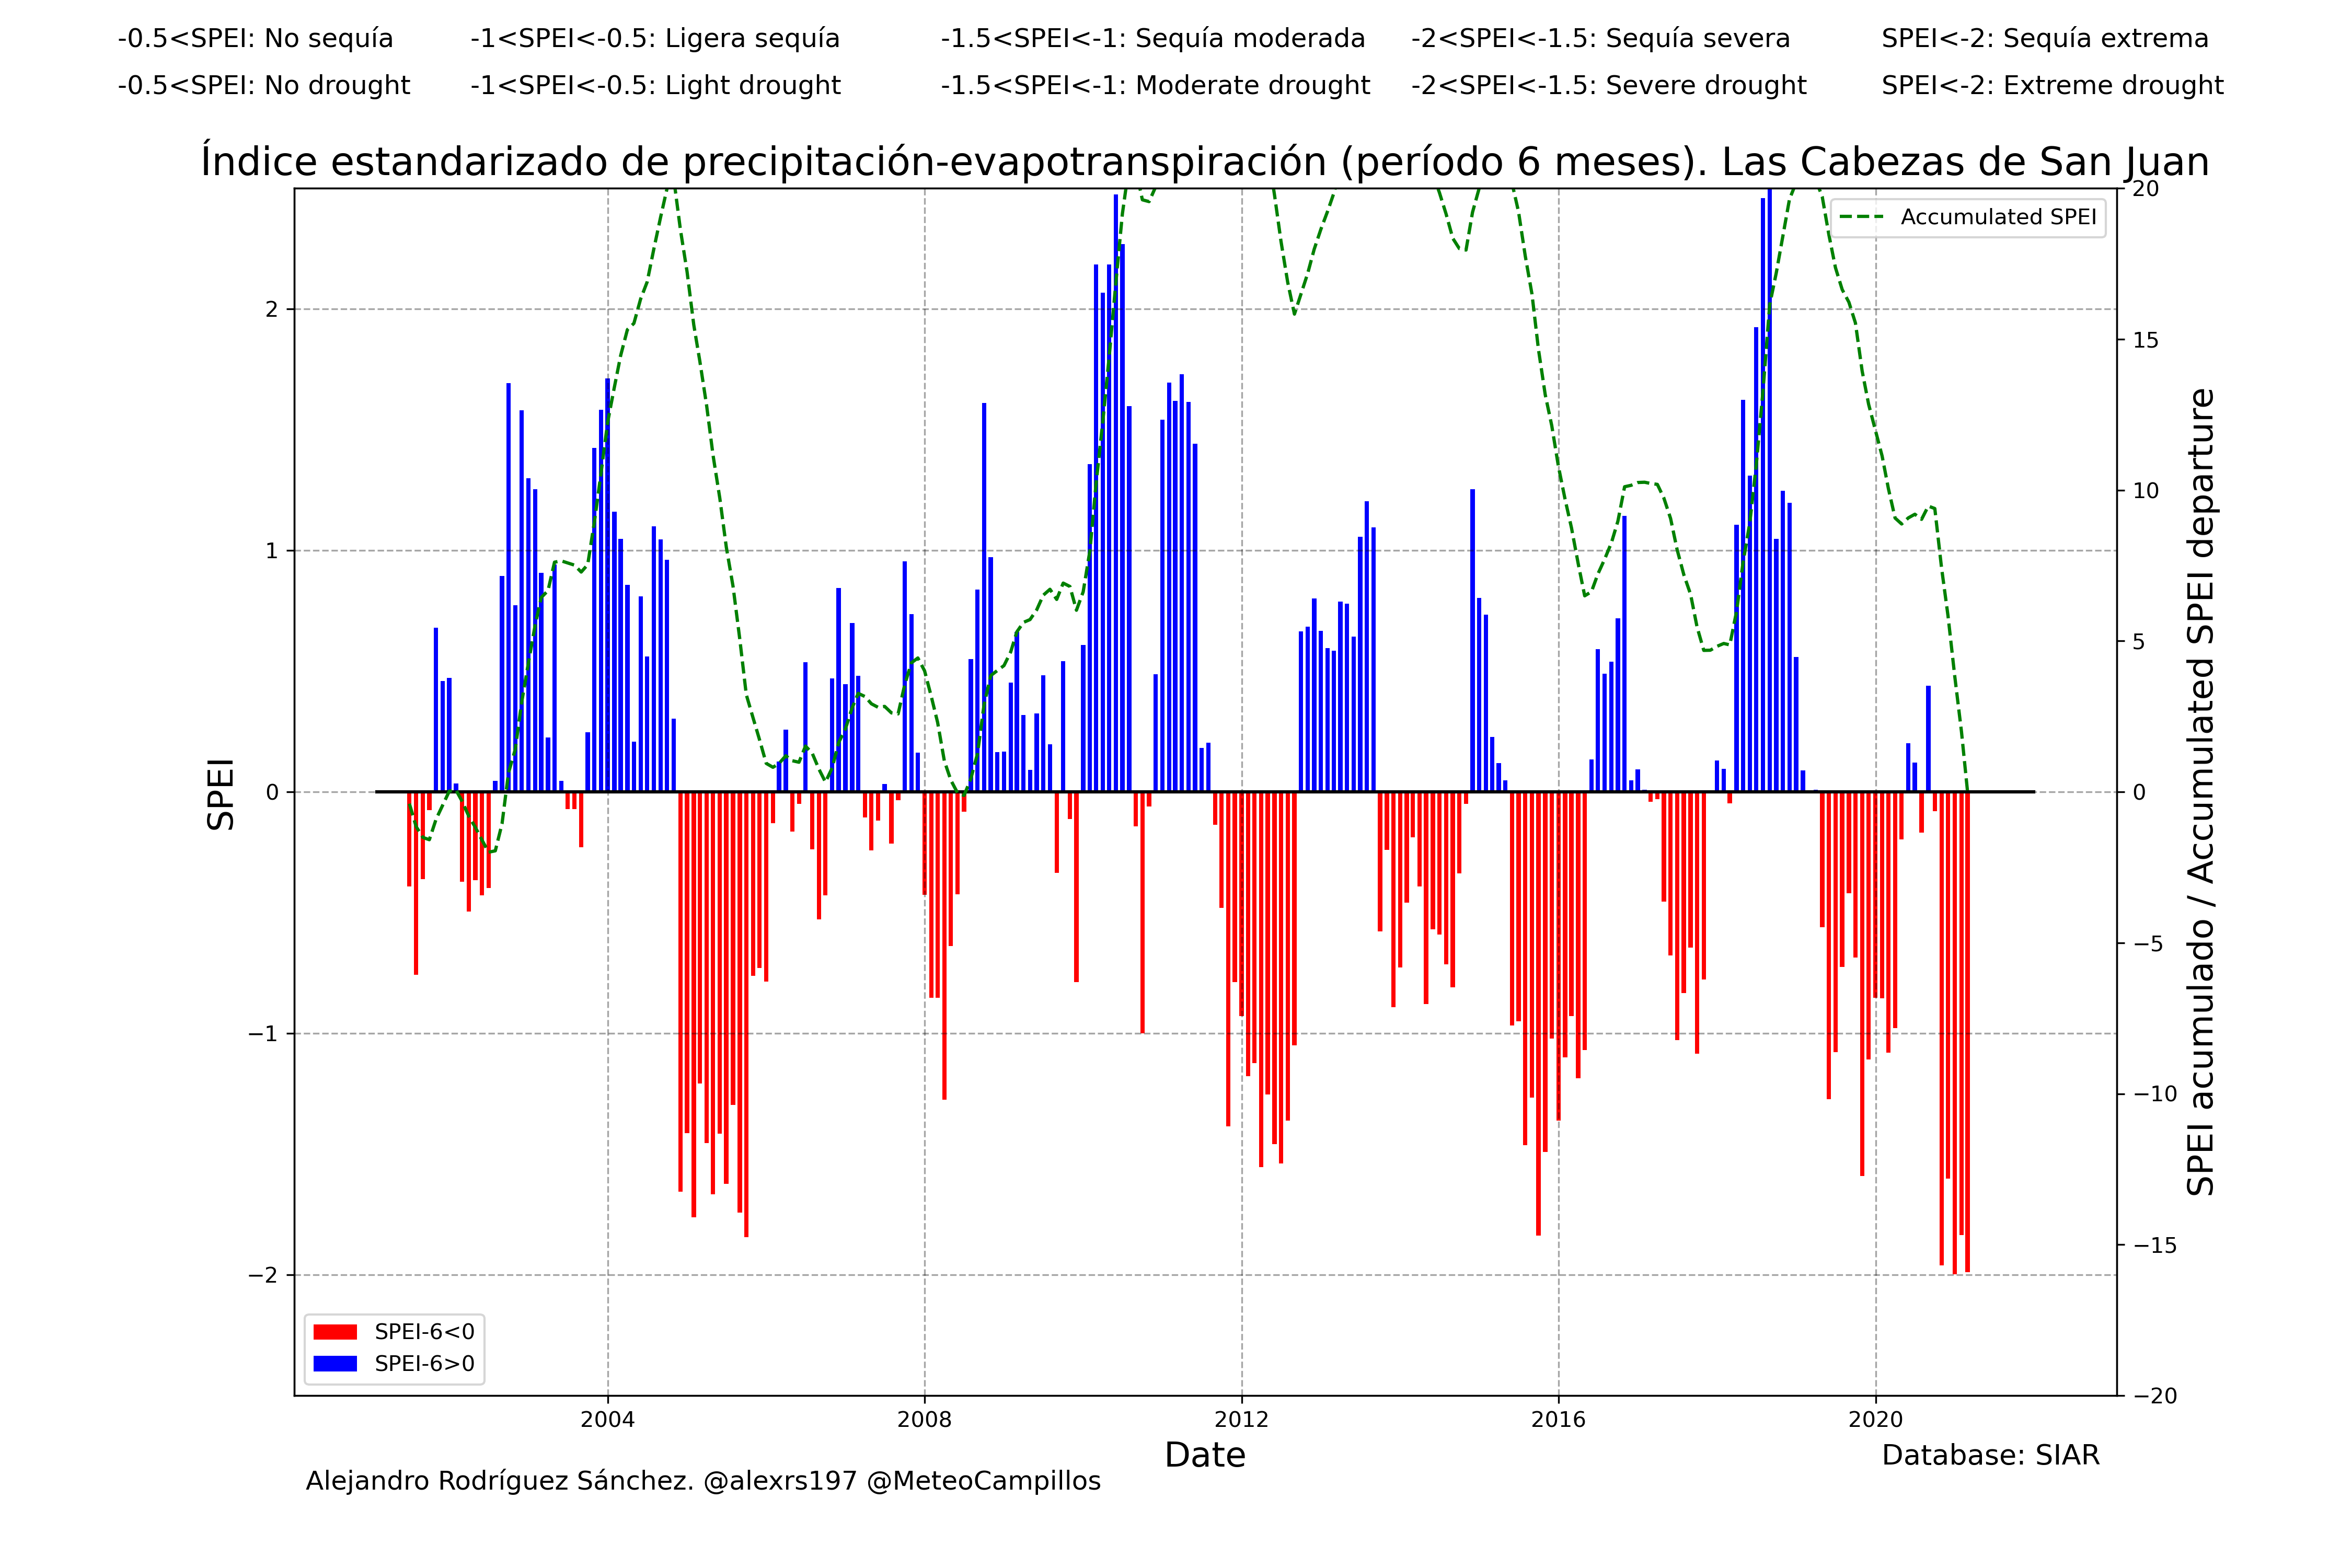 -0.5<SPEI: No sequía -1<SPEI<-0.5: Ligera sequía -1.5<SPEI<-1: Sequía moderada -2<SPEI<-1.5: Sequía severa SPEI<-2: Sequía extrema
-0.5<SPEI: No drought -1<SPEI<-0.5: Light drought -1.5<SPEI<-1: Moderate drought -2<SPEI<-1.5: Severe drought SPEI<-2: Extreme drought
Índice estandarizado de precipitación-evapotranspiración (período 6 meses). Las Cabezas de San Juan
Accumulated SPEI
SPEI
2
1
0
−1
−2
20
15
10
5
0
−5
−10
−15
−20
SPEI acumulado / Accumulated SPEI departure
SPEI-6<0
SPEI-6>0
2004 2008 2012 2016 2020
Date
Database: SIAR
Alejandro Rodríguez Sánchez. @alexrs197 @MeteoCampillos